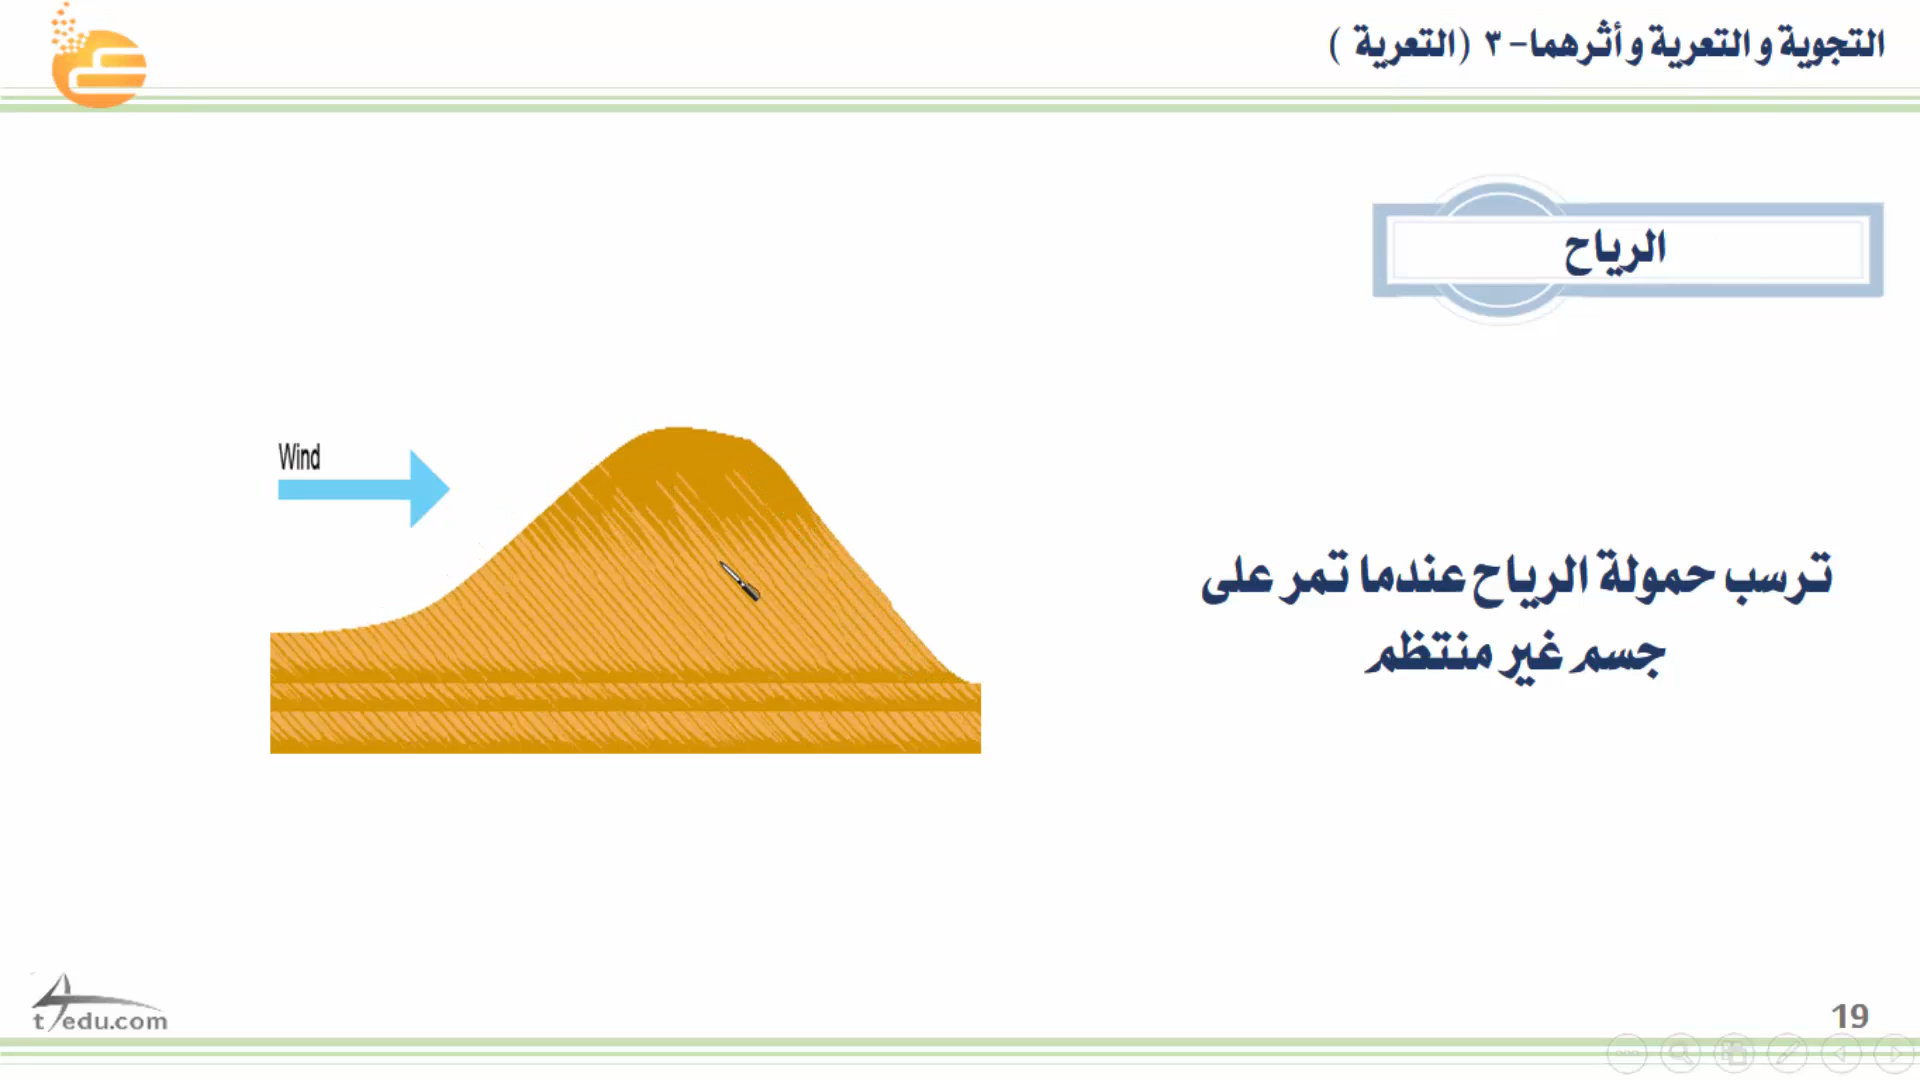 التجوية و التعرية و أثرهما- ٣ (التعرية )
الرياح
Wind
ترسب حمولة الرياح عندما تمر على
جسم غير منتظم
t4edu.com
19